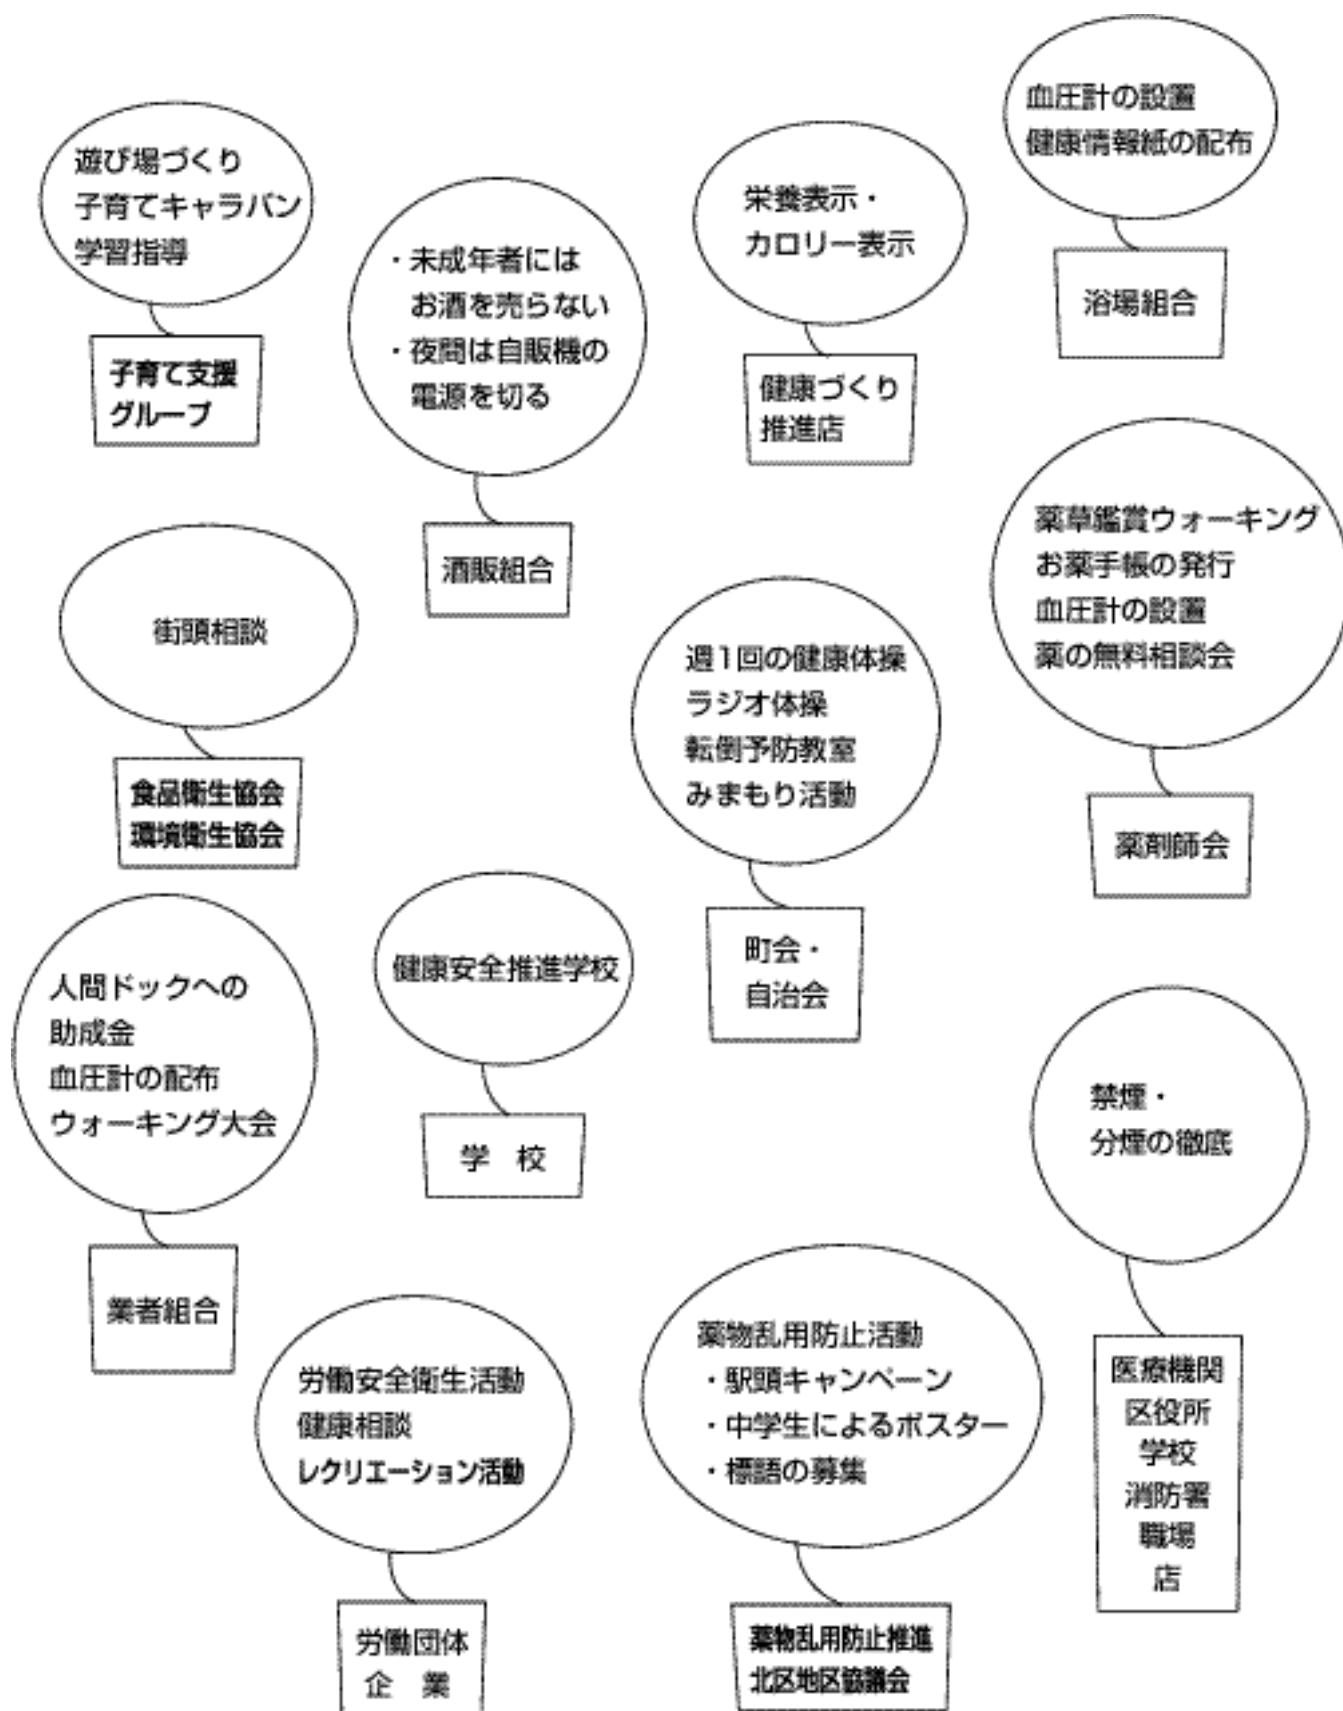 血圧計の設置
健康情報紙の配布
浴場組合
遊び場づくり
子育てキャラバン
学習指導
子育て支援
グループ
・未成年者には
お酒を売らない
・夜間は自販機の
電源を切る
酒販組合
栄養表示・
カロリー表示
健康づくり
推進店
薬草鑑賞ウォーキング
お薬手帳の発行
血圧計の設置
薬の無料相談会
薬剤師会
街頭相談
食品衛生協会
環境衛生協会
週1回の健康体操
ラジオ体操
転倒予防教室
みまもり活動
町会・
自治会
人間ドックへの
助成金
血圧計の配布
ウォーキング大会
業者組合
健康安全推進学校
学 校
禁煙・
分煙の徹底
医療機関
区役所
学校
消防署
職場
店
労働安全衛生活動
健康相談
レクリエーション活動
労働団体
企 業
薬物乱用防止活動
・駅頭キャンペーン
・中学生によるポスター
・標語の募集
薬物乱用防止推進
北区地区協議会